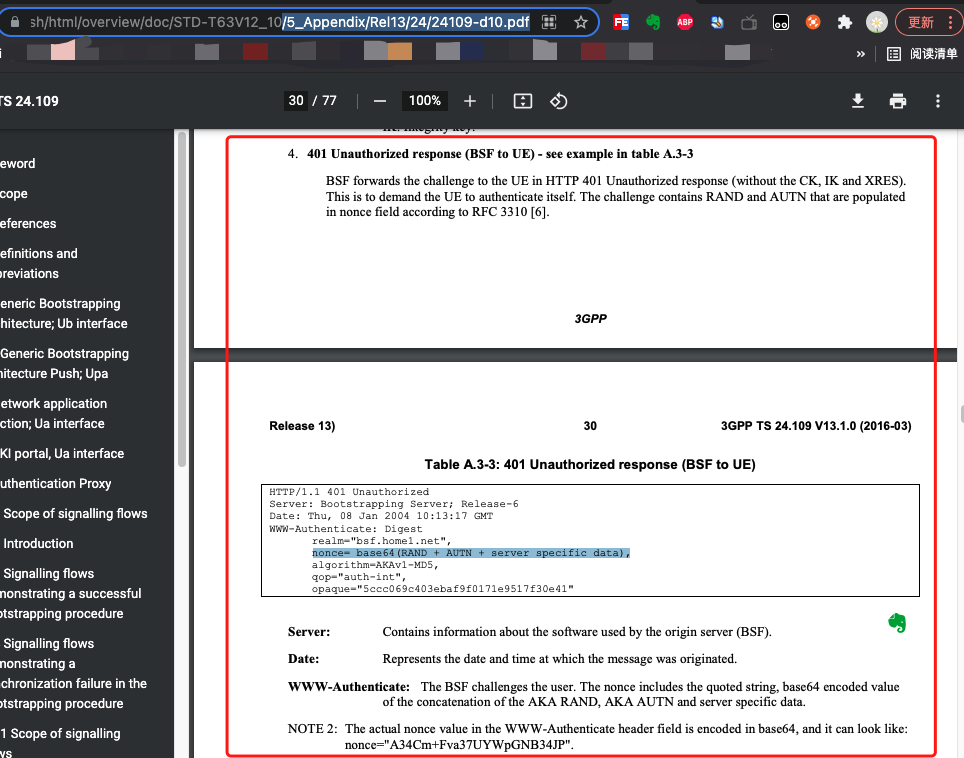 sh/html/overview/doc/STD-T63V12_10/5_Appendix/Rel13/24/24109-d10.pdf
FE ABP 更新
» 阅读清单
TS 24.109 30 / 77 100%
IK: Integrity key.
4. 401 Unauthorized response (BSF to UE) - see example in table A.3-3
BSF forwards the challenge to the UE in HTTP 401 Unauthorized response (without the CK, IK and XRES).
This is to demand the UE to authenticate itself. The challenge contains RAND and AUTN that are populated
in nonce field according to RFC 3310 [6].
3GPP
Release 13) 30 3GPP TS 24.109 V13.1.0 (2016-03)
Table A.3-3: 401 Unauthorized response (BSF to UE)
HTTP/1.1 401 Unauthorized
Server: Bootstrapping Server; Release-6
Date: Thu, 08 Jan 2004 10:13:17 GMT
WWW-Authenticate: Digest
realm="bsf.home1.net",
nonce= base64(RAND + AUTN + server specific data),
algorithm=AKAv1-MD5,
qop="auth-int",
opaque="5ccc069c403ebaf9f0171e9517f30e41"
Server: Contains information about the software used by the origin server (BSF).
Date: Represents the date and time at which the message was originated.
WWW-Authenticate: The BSF challenges the user. The nonce includes the quoted string, base64 encoded value
of the concatenation of the AKA RAND, AKA AUTN and server specific data.
NOTE 2: The actual nonce value in the WWW-Authenticate header field is encoded in base64, and it can look like:
nonce="A34Cm+Fva37UYWpGNB34JP".
eword
cope
eferences
efinitions and
breviations
eneric Bootstrapping
hitecture; Ub interface
Generic Bootstrapping
hitecture Push; Upa
etwork application
ction; Ua interface
KI portal, Ua interface
uthentication Proxy
Scope of signalling flows
Introduction
Signalling flows
monstrating a successful
otstrapping procedure
Signalling flows
monstrating a
chronization failure in the
otstrapping procedure
1 Scope of signalling
ws